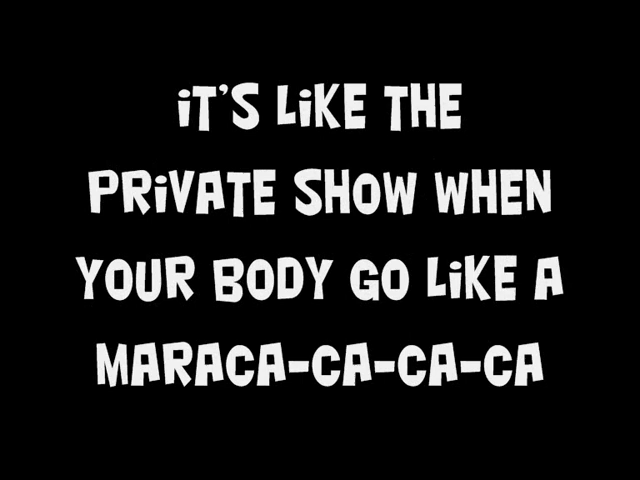 IT'S LIKE THE
PRIVATE SHOW WHEN
YOUR BODY GO LIKE A
MARACA-CA-CA-CA